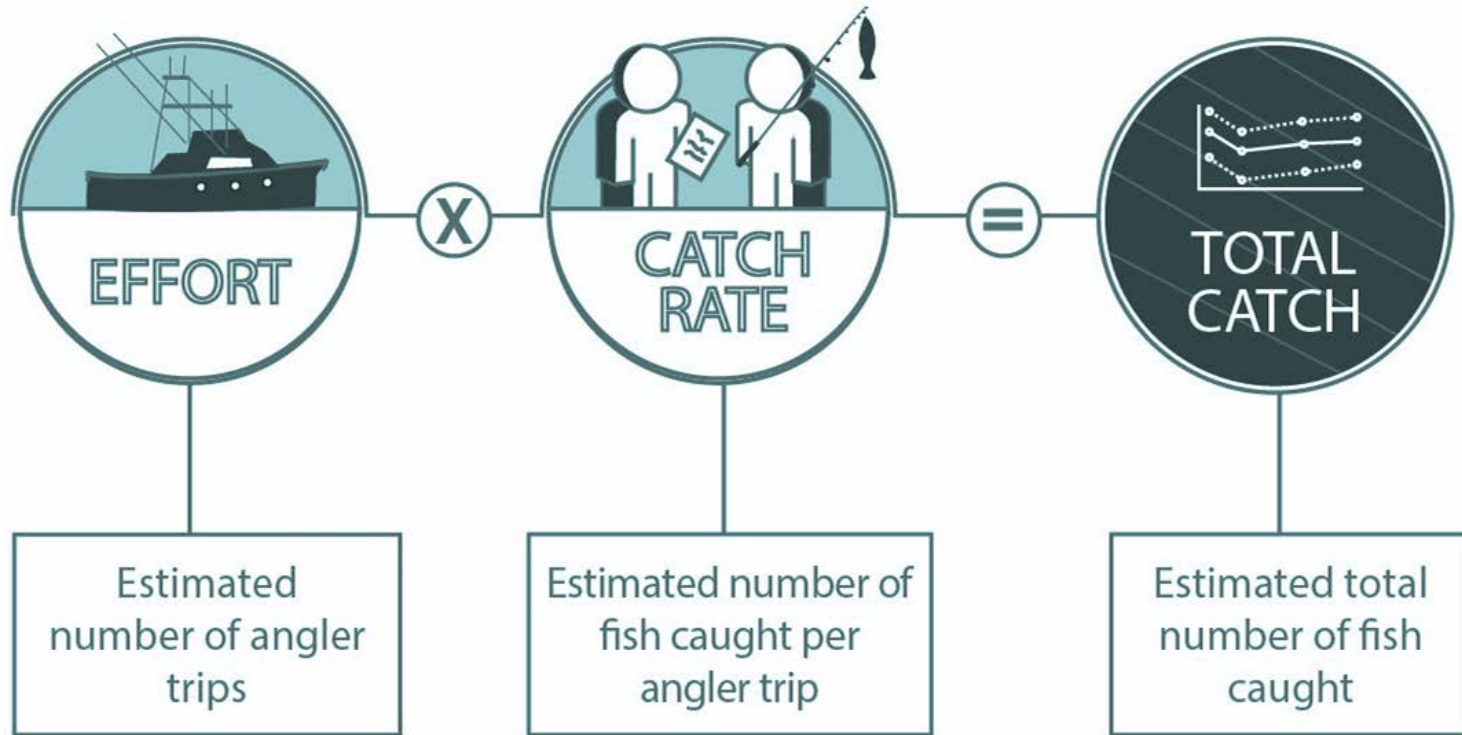 EFFORT
X
CATCH
RATE
=
TOTAL
CATCH
Estimated
number of angler
trips
Estimated number of
fish caught per
angler trip
Estimated total
number of fish
caught